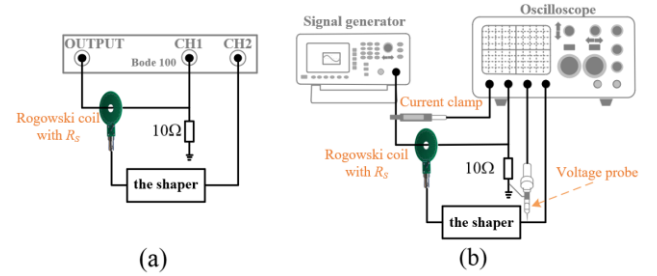 OUTPUT
CH1
CH2
Bode 100
Rogowski coil
with RS
10Ω
the shaper
(a)
Signal generator
Oscilloscope
Current clamp
Rogowski coil
with RS
10Ω
Voltage probe
the shaper
(b)